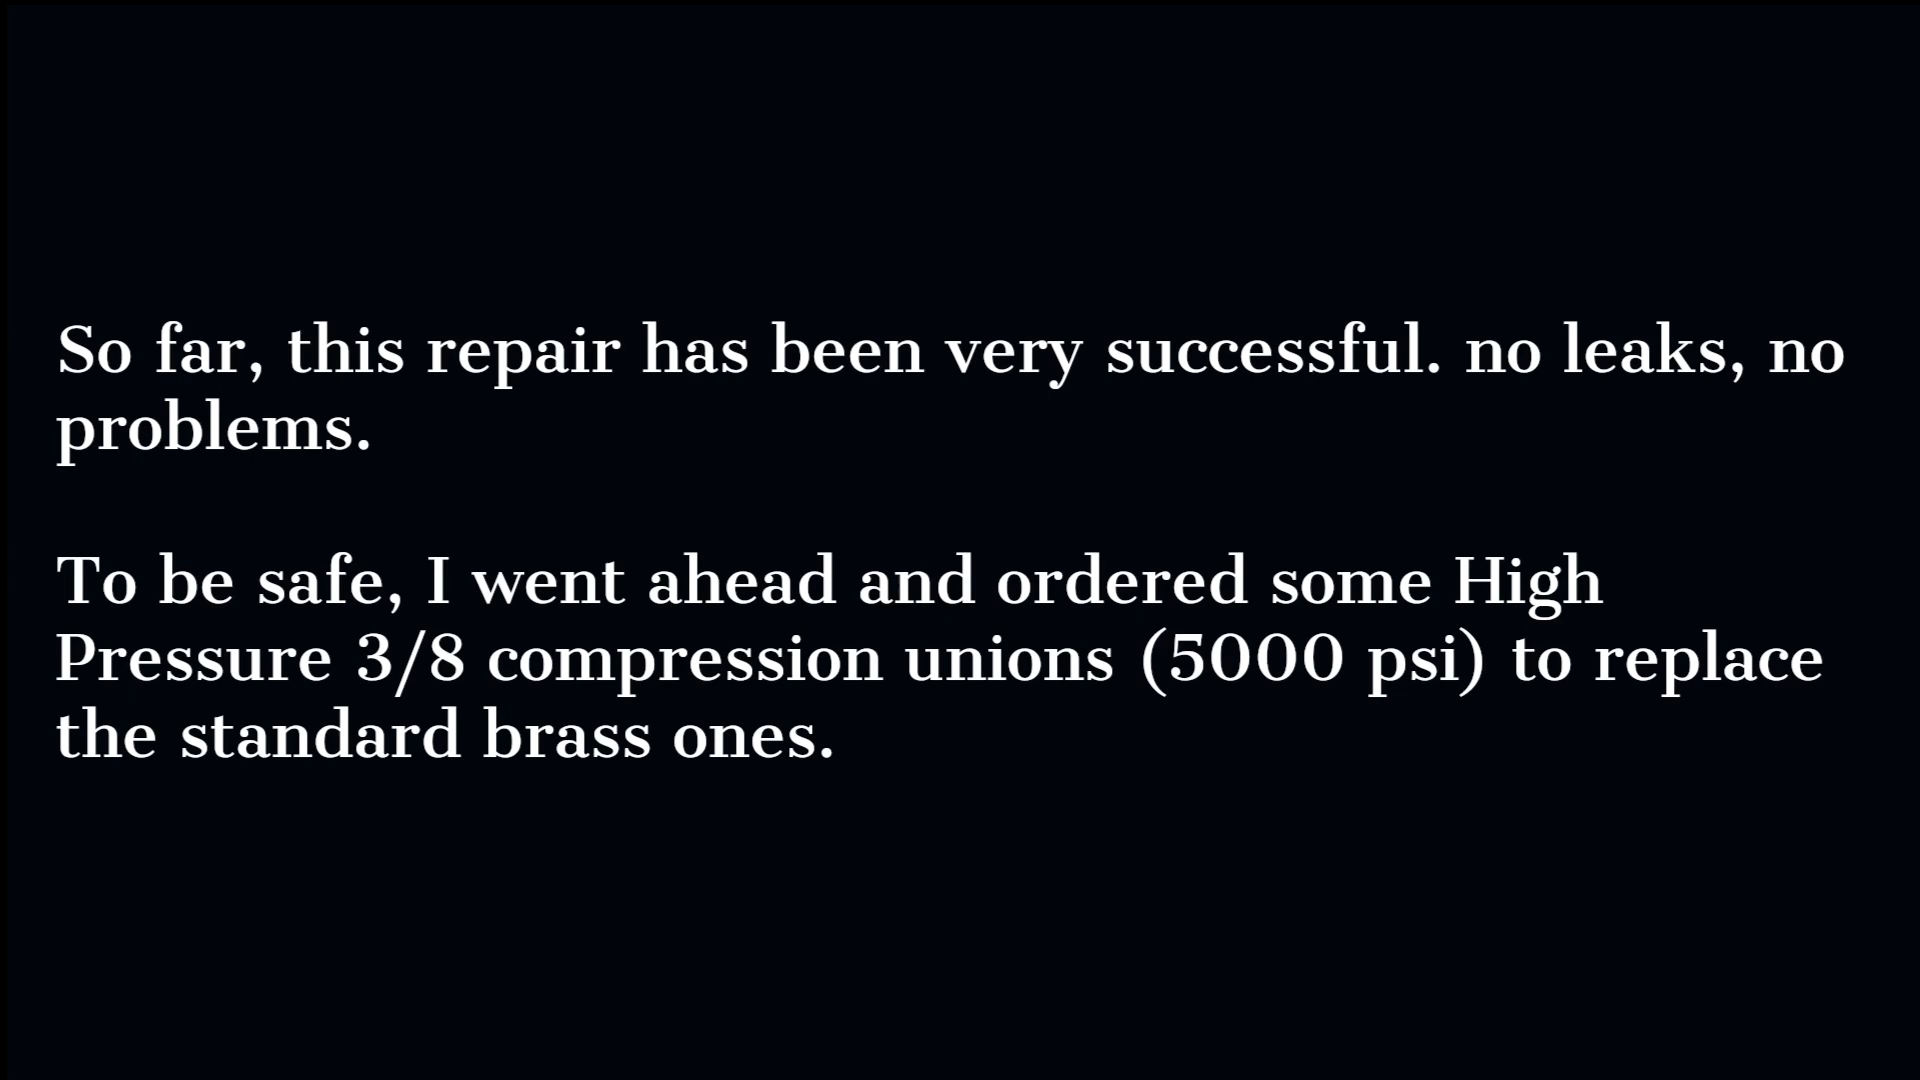 So far, this repair has been very successful. no leaks, no
problems.
To be safe, I went ahead and ordered some High
Pressure 3/8 compression unions (5000 psi) to replace
the standard brass ones.